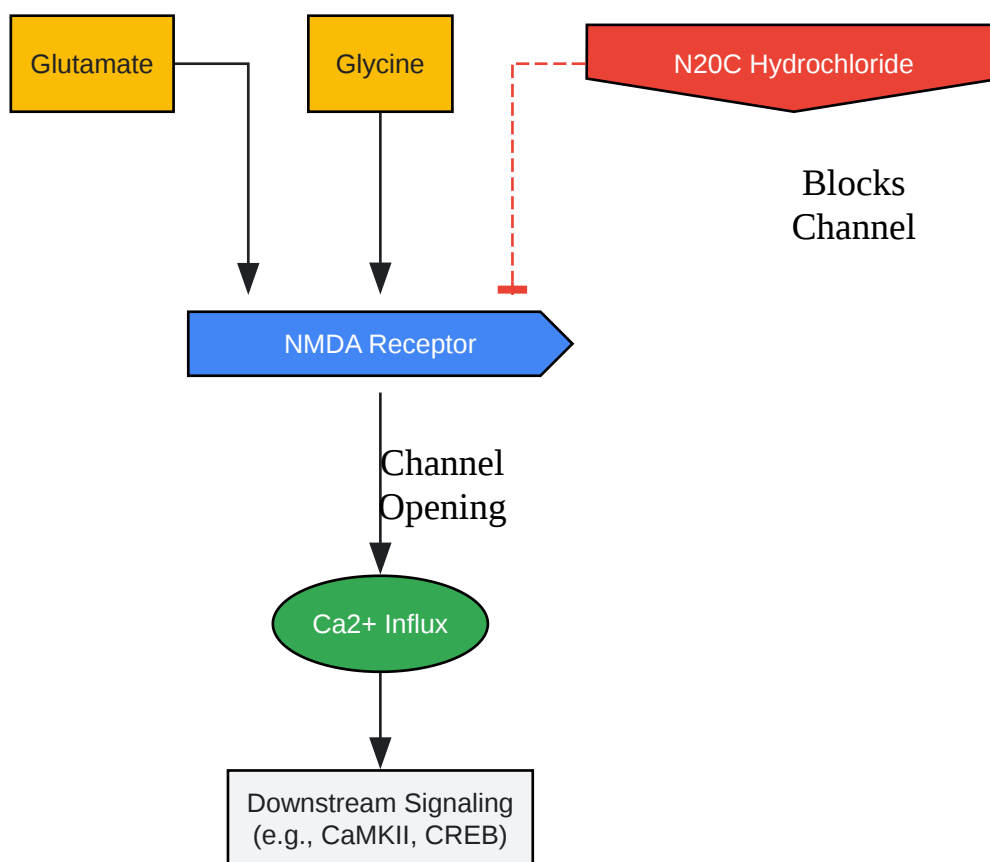 Glutamate
Glycine
N20C Hydrochloride
Blocks
Channel
NMDA Receptor
Channel
Opening
Ca2+ Influx
Downstream Signaling
(e.g., CaMKII, CREB)